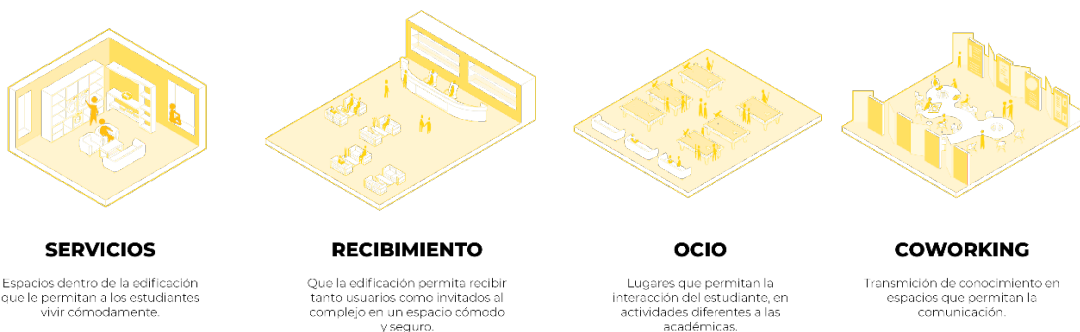 SERVICIOS
Espacios dentro de la edificación
que le permitan a los estudiantes
vivir cómodamente.
RECIBIMIENTO
Que la edificación permita recibir
tanto usuarios como invitados al
complejo en un espacio cómodo
y seguro.
OCIO
Lugares que permitan la
interacción del estudiante, en
actividades diferentes a las
académicas.
COWORKING
Transmición de conocimiento en
espacios que permitan la
comunicación.